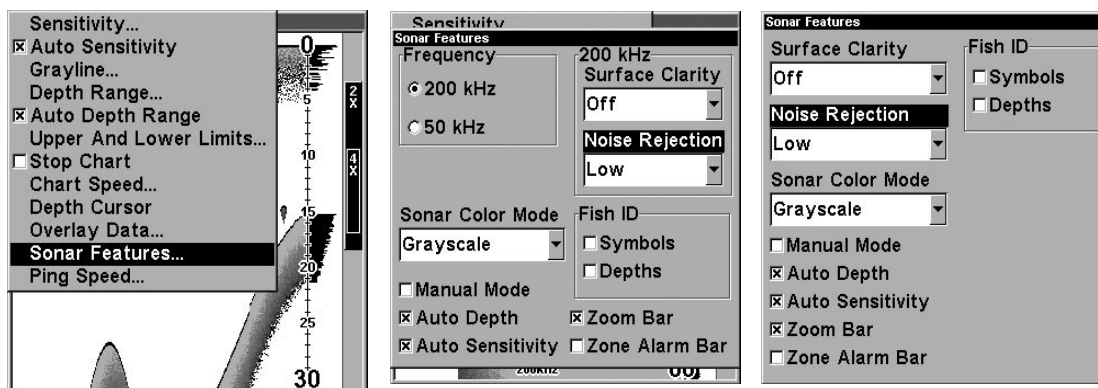 Sensitivity...
Auto Sensitivity
Grayline...
Depth Range...
Auto Depth Range
Upper And Lower Limits...
Stop Chart
Chart Speed...
Depth Cursor
Overlay Data...
Sonar Features...
Ping Speed...
0
5
10
15
20
25
30
2X
4X
Sensitivity
Sonar Features
Frequency
200 kHz
50 kHz
200 kHz
Surface Clarity
Off
Noise Rejection
Low
Sonar Color Mode
Grayscale
Fish ID
Symbols
Depths
Manual Mode
Auto Depth
Zoom Bar
Auto Sensitivity
Zone Alarm Bar
200kHz
60
Sonar Features
Surface Clarity
Off
Noise Rejection
Low
Sonar Color Mode
Grayscale
Manual Mode
Auto Depth
Auto Sensitivity
Zoom Bar
Zone Alarm Bar
Fish ID
Symbols
Depths